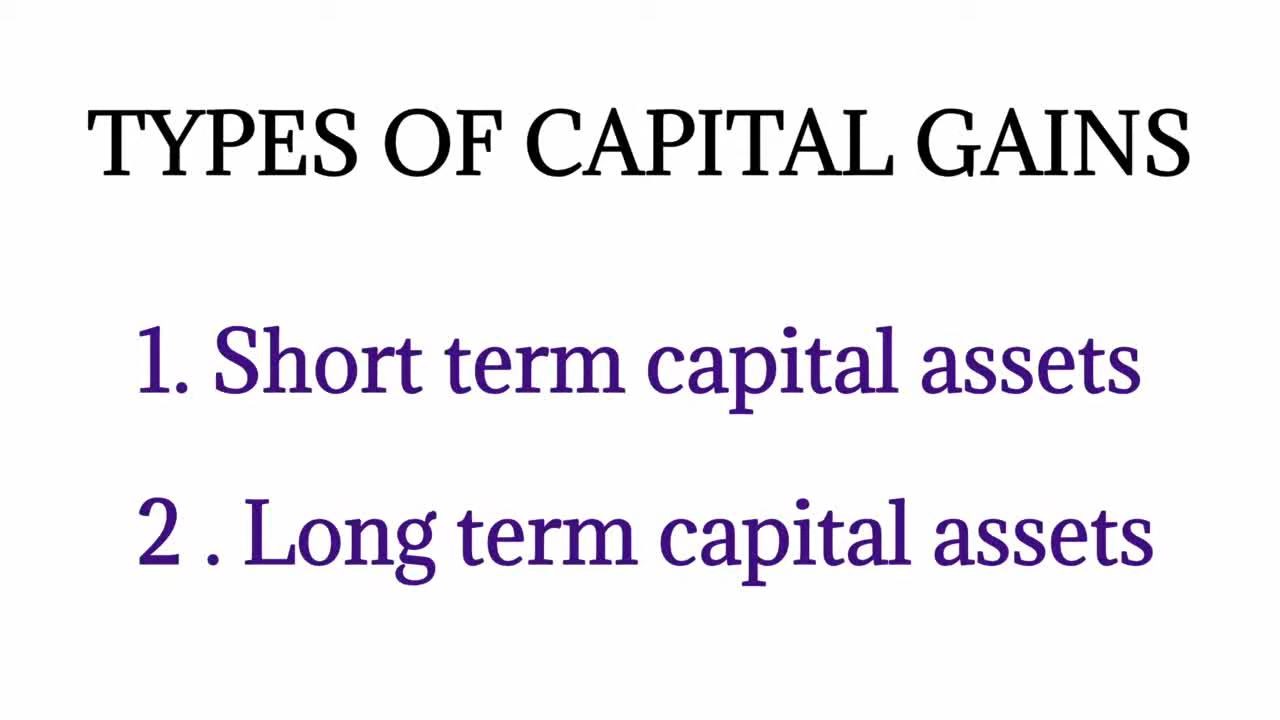 TYPES OF CAPITAL GAINS
1. Short term capital assets
2 . Long term capital assets